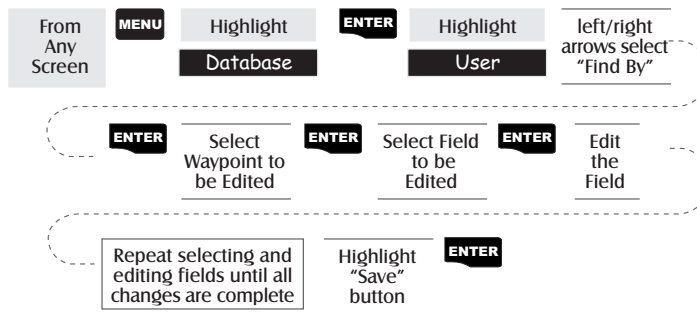 From
Any
Screen
MENU
Highlight
Database
ENTER
Highlight
User
left/right
arrows select
“Find By”
ENTER
Select
Waypoint to
be Edited
ENTER
Select Field
to be
Edited
ENTER
Edit
the
Field
Repeat selecting and
editing fields until all
changes are complete
Highlight
“Save”
button
ENTER